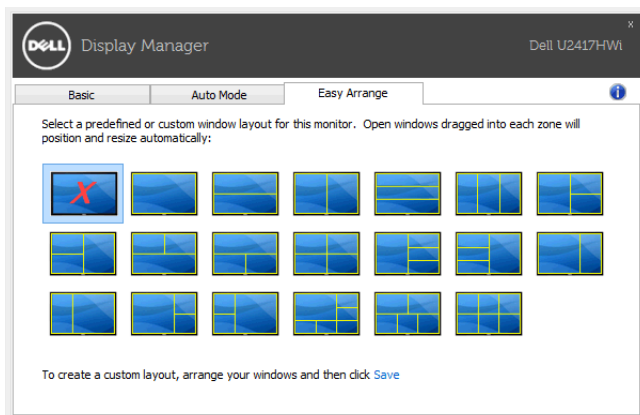 x
DELL Display Manager Dell U2417HWi
Basic Auto Mode Easy Arrange i
Select a predefined or custom window layout for this monitor. Open windows dragged into each zone will
position and resize automatically:
X
To create a custom layout, arrange your windows and then click Save